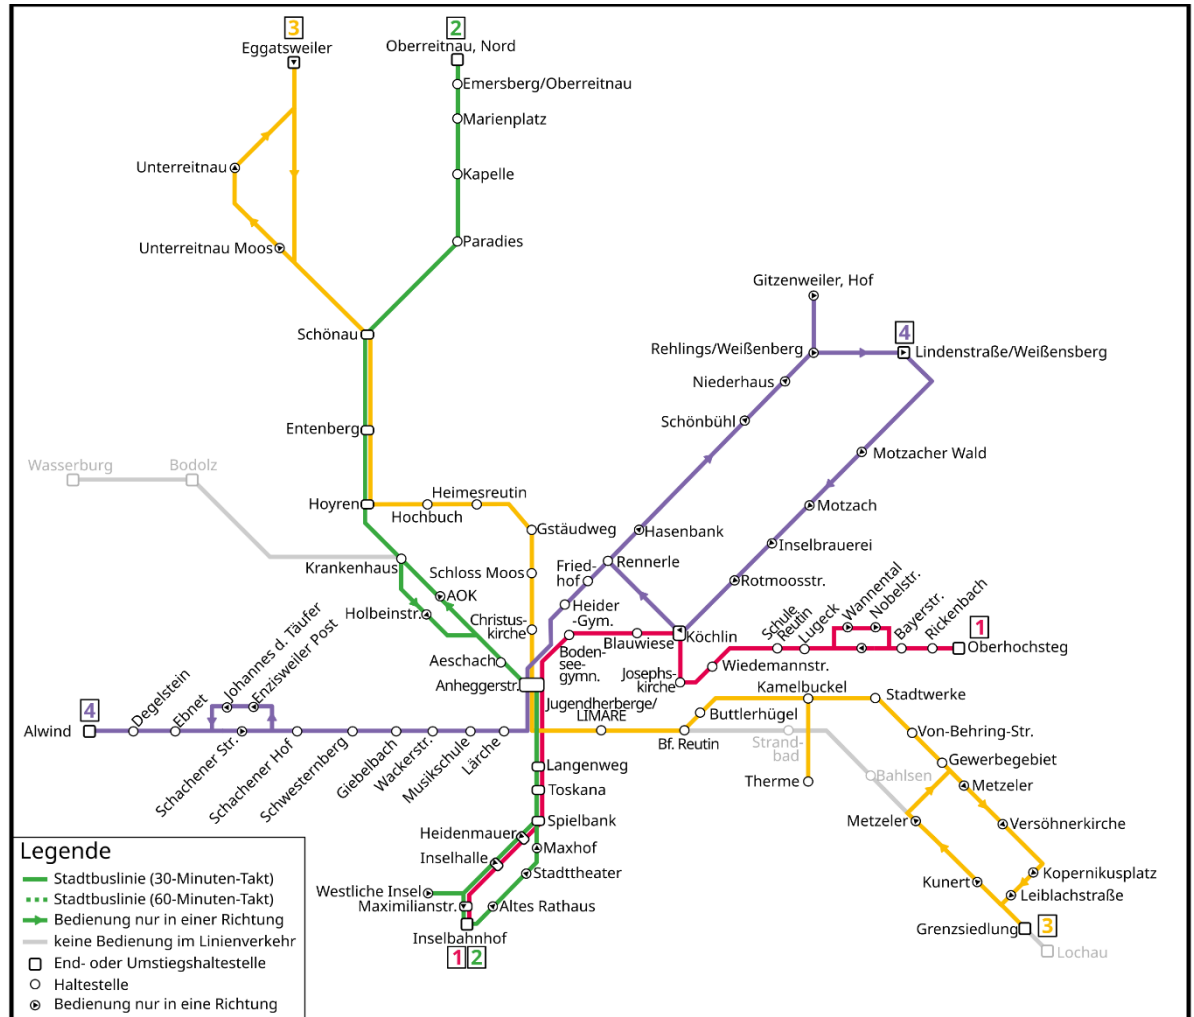 3
2
Eggatsweiler
Oberreitnau, Nord
Emersberg/Oberreitnau
Marienplatz
Unterreitnau
Kapelle
Unterreitnau Moos
Paradies
Gitzenweiler, Hof
Schönau
4
Rehlings/Weißenberg
Lindenstraße/Weißensberg
Niederhaus
Schönbühl
Entenberg
Motzacher Wald
Wasserburg
Bodolz
Heimesreutin
Hoyren
Hochbuch
Motzach
Gstäudweg
Hasenbank
Inselbrauerei
Krankenhaus
Schloss Moos
Fried-
hof
Rennerle
Rotmoosstr.
AOK
Holbeinstr.
Christus-
kirche
Heider
-Gym.
Blauwiese
Köchlin
Schule
Reutin
Lugeck
Wannental
Nobelstr.
Bayerstr.
Rickenbach
1
Oberhochsteg
Aeschach
Boden-
see-
gymn.
Josephs-
kirche
Wiedemannstr.
Anheggerstr.
Jugendherberge/
LIMARE
Kamelbuckel
Stadtwerke
Buttlerhügel
Bf. Reutin
Strand-
bad
Von-Behring-Str.
Gewerbegebiet
4
Alwind
Degelstein
Ebnet
Johannes d. Täufer
Enzisweiler Post
Schachener Str.
Schachener Hof
Schwesternberg
Giebelbach
Wackerstr.
Musikschule
Lärche
Langenweg
Toskana
Therme
Bahlsen
Metzeler
Metzeler
Versöhnerkirche
Spielbank
Heidenmauer
Maxhof
Inselhalle
Stadttheater
Kopernikusplatz
Kunert
Leiblachstraße
Westliche Insel
Maximilianstr.
Altes Rathaus
Grenzsiedlung
3
Inselbahnhof
1
2
Lochau
Legende
Stadtbuslinie (30-Minuten-Takt)
Stadtbuslinie (60-Minuten-Takt)
Bedienung nur in einer Richtung
keine Bedienung im Linienverkehr
End- oder Umstiegshaltestelle
Haltestelle
Bedienung nur in eine Richtung